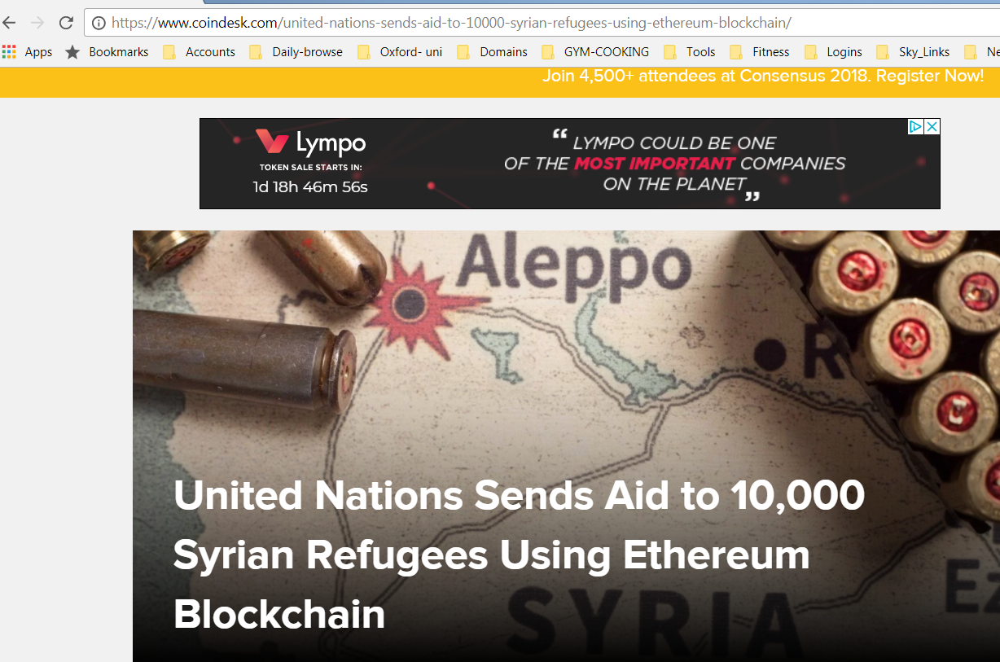 https://www.coindesk.com/united-nations-sends-aid-to-10000-syrian-refugees-using-ethereum-blockchain/
Apps Bookmarks Accounts Daily-browse Oxford- uni Domains GYM-COOKING Tools Fitness Logins Sky_Links Ne
Join 4,500+ attendees at Consensus 2018. Register Now!
Lympo
TOKEN SALE STARTS IN:
1d 18h 46m 56s
“ LYMPO COULD BE ONE
OF THE MOST IMPORTANT COMPANIES
ON THE PLANET ”
Aleppo
R
United Nations Sends Aid to 10,000
Syrian Refugees Using Ethereum
Blockchain
SYRIA
Ez